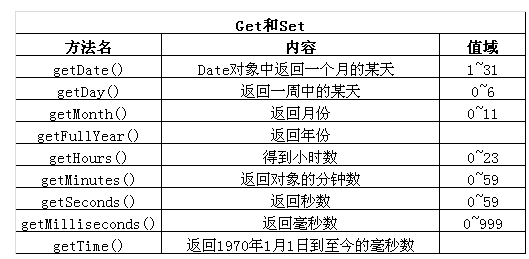 Get和Set
方法名 内容 值域
getDate() Date对象中返回一个月的某天 1~31
getDay() 返回一周中的某天 0~6
getMonth() 返回月份 0~11
getFullYear() 返回年份
getHours() 得到小时数 0~23
getMinutes() 返回对象的分钟数 0~59
getSeconds() 返回秒数 0~59
getMilliseconds() 返回毫秒数 0~999
getTime() 返回1970年1月1日到至今的毫秒数